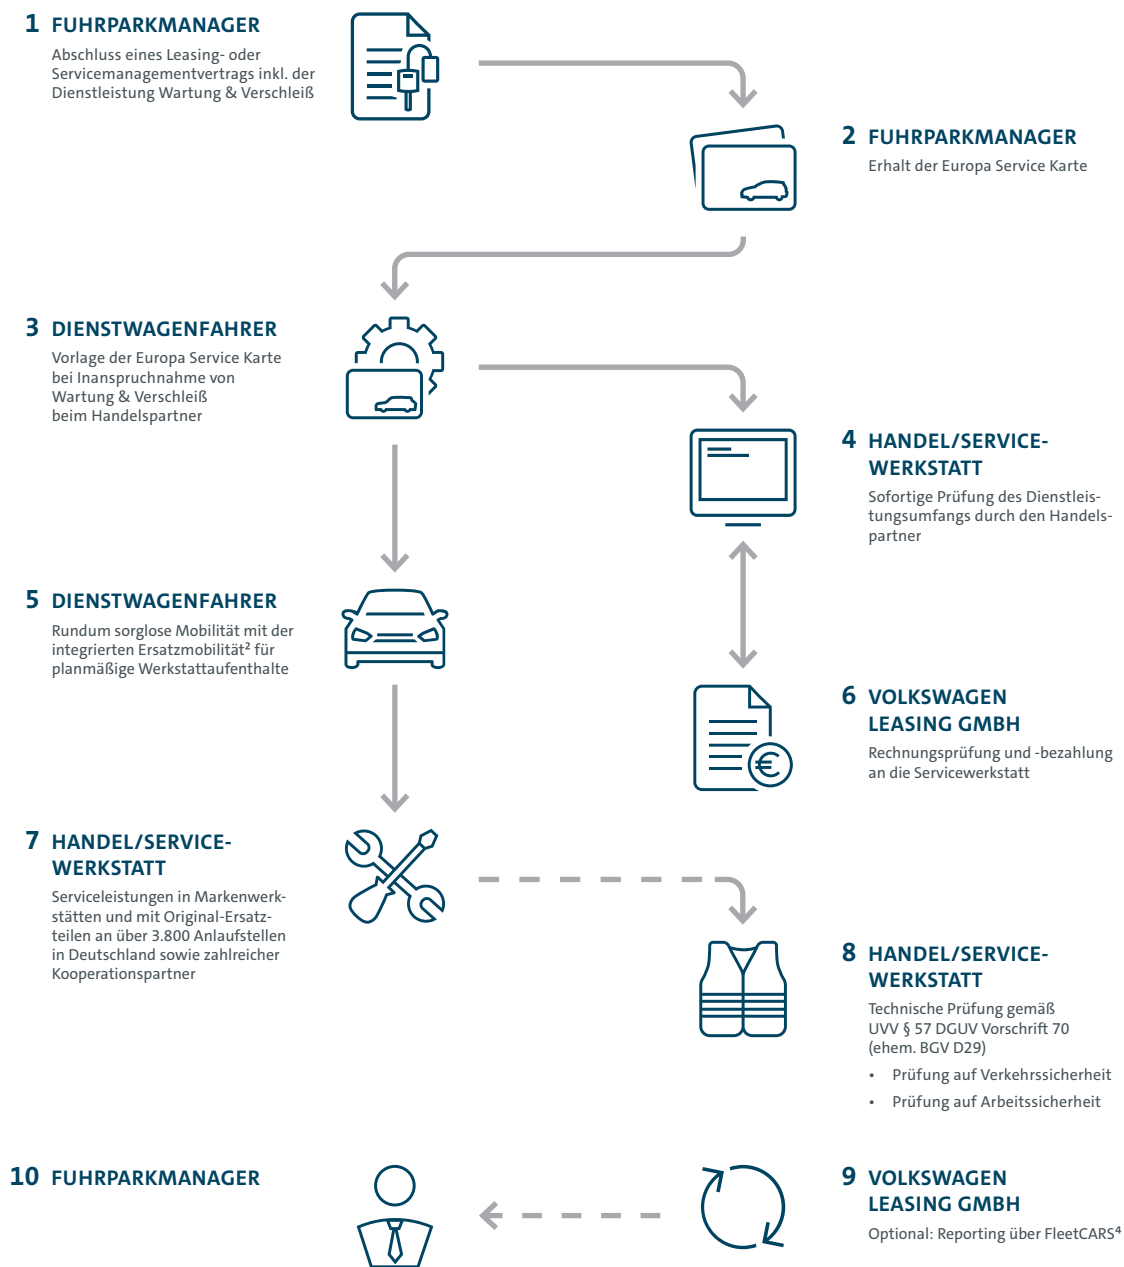 1 FUHRPARKMANAGER
Abschluss eines Leasing- oder
Servicemanagementvertrags inkl. der
Dienstleistung Wartung & Verschleiß
2 FUHRPARKMANAGER
Erhalt der Europa Service Karte
3 DIENSTWAGENFAHRER
Vorlage der Europa Service Karte
bei Inanspruchnahme von
Wartung & Verschleiß
beim Handelspartner
4 HANDEL/SERVICE-
WERKSTATT
Sofortige Prüfung des Dienstleis-
tungsumfangs durch den Handels-
partner
5 DIENSTWAGENFAHRER
Rundum sorglose Mobilität mit der
integrierten Ersatzmobilität² für
planmäßige Werkstattaufenthalte
6 VOLKSWAGEN
LEASING GMBH
Rechnungsprüfung und -bezahlung
an die Servicewerkstatt
7 HANDEL/SERVICE-
WERKSTATT
Serviceleistungen in Markenwerk-
stätten und mit Original-Ersatz-
teilen an über 3.800 Anlaufstellen
in Deutschland sowie zahlreicher
Kooperationspartner
8 HANDEL/SERVICE-
WERKSTATT
Technische Prüfung gemäß
UVV § 57 DGUV Vorschrift 70
(ehem. BGV D29)
• Prüfung auf Verkehrssicherheit
• Prüfung auf Arbeitssicherheit
9 VOLKSWAGEN
LEASING GMBH
Optional: Reporting über FleetCARS⁴
10 FUHRPARKMANAGER
€